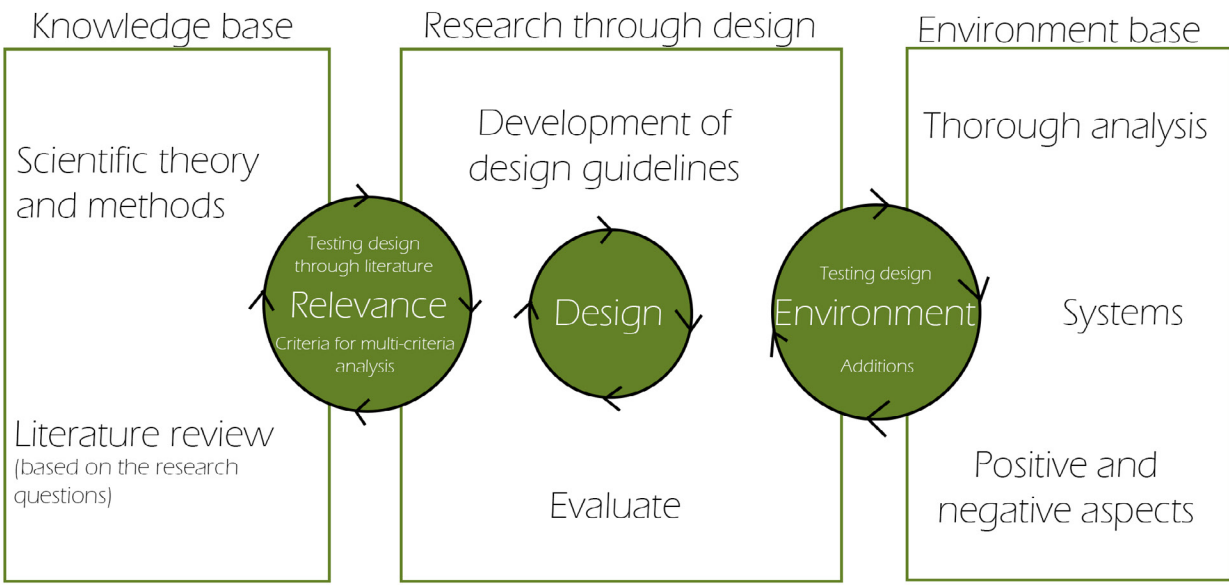 Knowledge base
Scientific theory
and methods
Literature review
(based on the research
questions)
Testing design
through literature
Relevance
Criteria for multi-criteria
analysis
Research through design
Development of
design guidelines
Design
Evaluate
Testing design
Environment
Additions
Environment base
Thorough analysis
Systems
Positive and
negative aspects